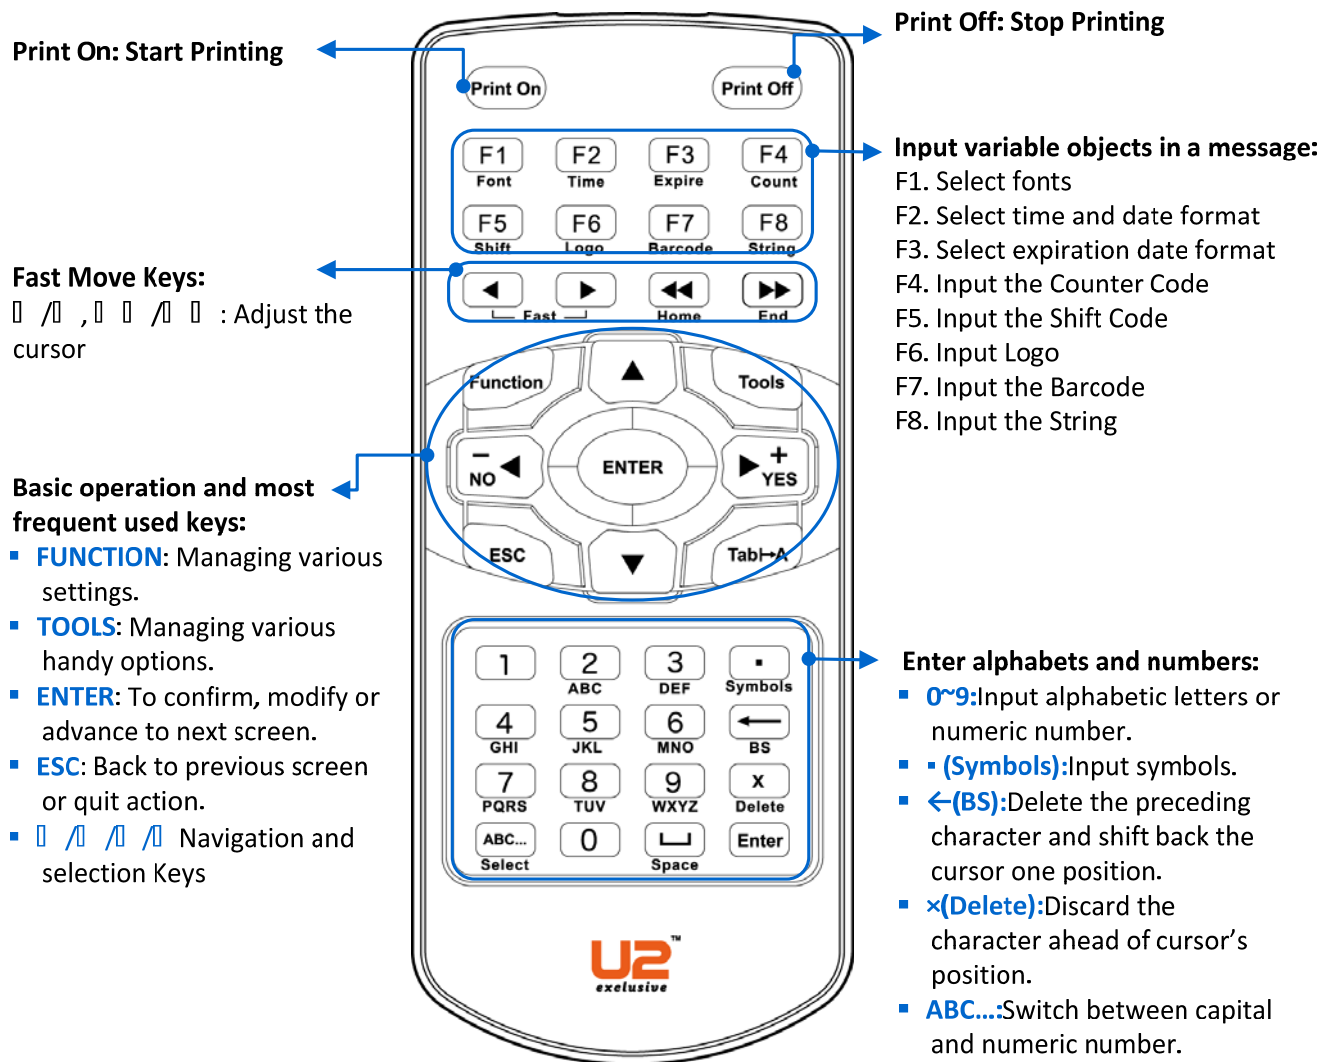 Print On: Start Printing
Print Off: Stop Printing
Print On
Print Off
F1
F2
F3
F4
Font
Time
Expire
Count
F5
F6
F7
F8
Shift
Logo
Barcode
String
Input variable objects in a message:
F1. Select fonts
F2. Select time and date format
F3. Select expiration date format
F4. Input the Counter Code
F5. Input the Shift Code
F6. Input Logo
F7. Input the Barcode
F8. Input the String
Fast Move Keys:
▯ /▯ , ▯ ▯ /▯ ▯ : Adjust the
cursor
◀
▶
◀◀
▶▶
Fast
Home
End
Function
▲
Tools
− NO ◀
ENTER
▶ + YES
ESC
▼
Tab↦A
Basic operation and most
frequent used keys:
▪ FUNCTION: Managing various
settings.
▪ TOOLS: Managing various
handy options.
▪ ENTER: To confirm, modify or
advance to next screen.
▪ ESC: Back to previous screen
or quit action.
▪ ▯ /▯ /▯ /▯ Navigation and
selection Keys
1
2
3
▪
ABC
DEF
Symbols
4
5
6
←
GHI
JKL
MNO
BS
7
8
9
x
PQRS
TUV
WXYZ
Delete
ABC...
0
⌴
Enter
Select
Space
Enter alphabets and numbers:
▪ 0~9:Input alphabetic letters or
numeric number.
▪ ▪ (Symbols):Input symbols.
▪ ←(BS):Delete the preceding
character and shift back the
cursor one position.
▪ ×(Delete):Discard the
character ahead of cursor’s
position.
▪ ABC...:Switch between capital
and numeric number.
U2™
exclusive